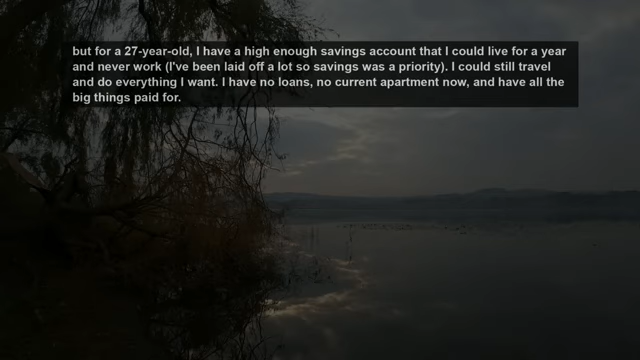 but for a 27-year-old, I have a high enough savings account that I could live for a year
and never work (I've been laid off a lot so savings was a priority). I could still travel
and do everything I want. I have no loans, no current apartment now, and have all the
big things paid for.